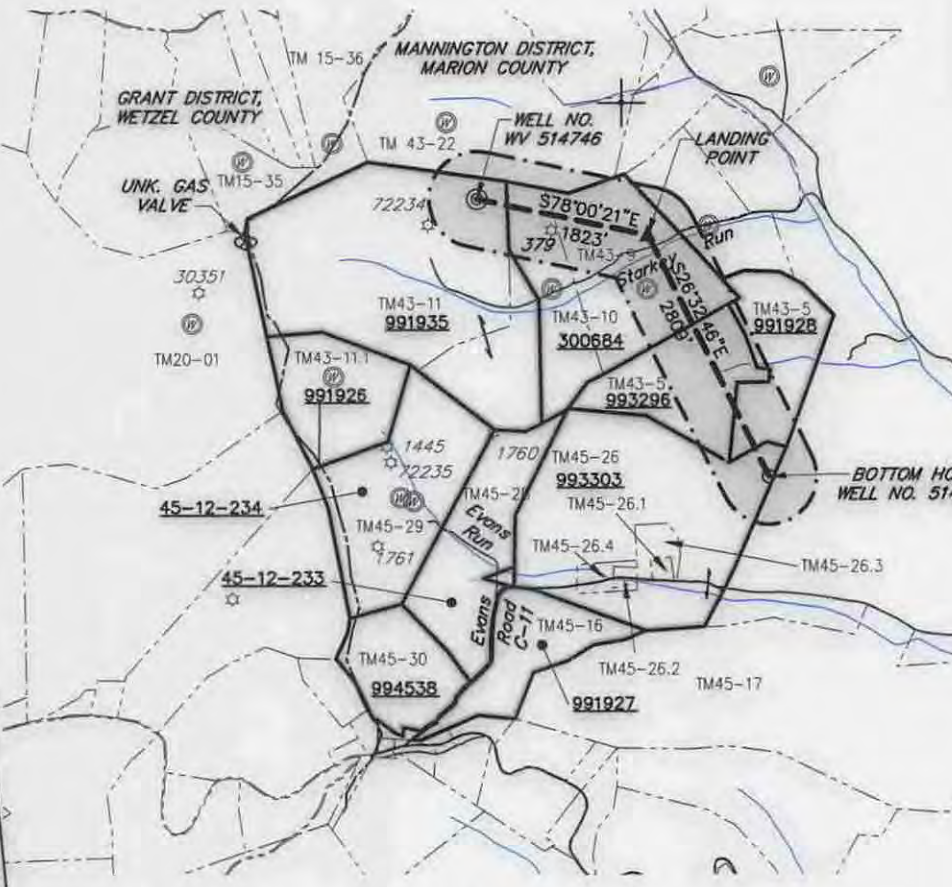 TM 15-36
MANNINGTON DISTRICT,
MARION COUNTY
GRANT DISTRICT,
WETZEL COUNTY
W
W
W
W
WELL NO.
WV 514746
TM 43-22
LANDING
POINT
TM15-35
UNK. GAS
VALVE
72234
S78°00'21"E
1823'
379
TM43-9
W
Starkey
Run
30351
W
TM20-01
W
W
S26°32'46"E
TM43-11
991935
TM43-10
300684
TM43-5
991928
TM43-11.1
W
991926
TM43-5
993296
1445
72235
1760
TM45-26
993303
BOTTOM HO
WELL NO.
45-12-234
W
W
TM45-26.1
Evans
Run
TM45-29
TM45-26.4
1761
TM45-26.3
45-12-233
Evans
Road
C-11
TM45-16
TM45-30
994538
TM45-26.2
TM45-17
991927